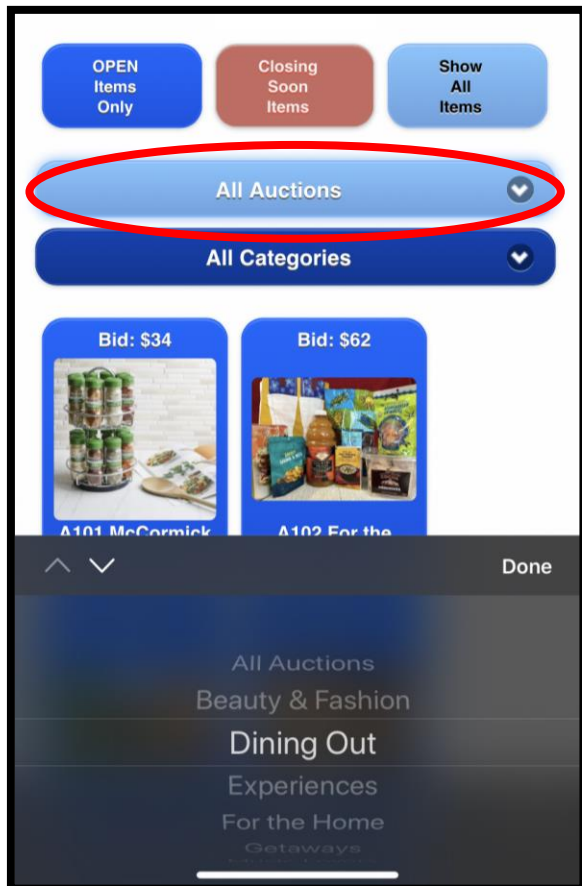 OPEN
Items
Only
Closing
Soon
Items
Show
All
Items
All Auctions
All Categories
Bid: $34
Bid: $62
A101 McCormick
A102 For the
Done
All Auctions
Beauty & Fashion
Dining Out
Experiences
For the Home
Getaways